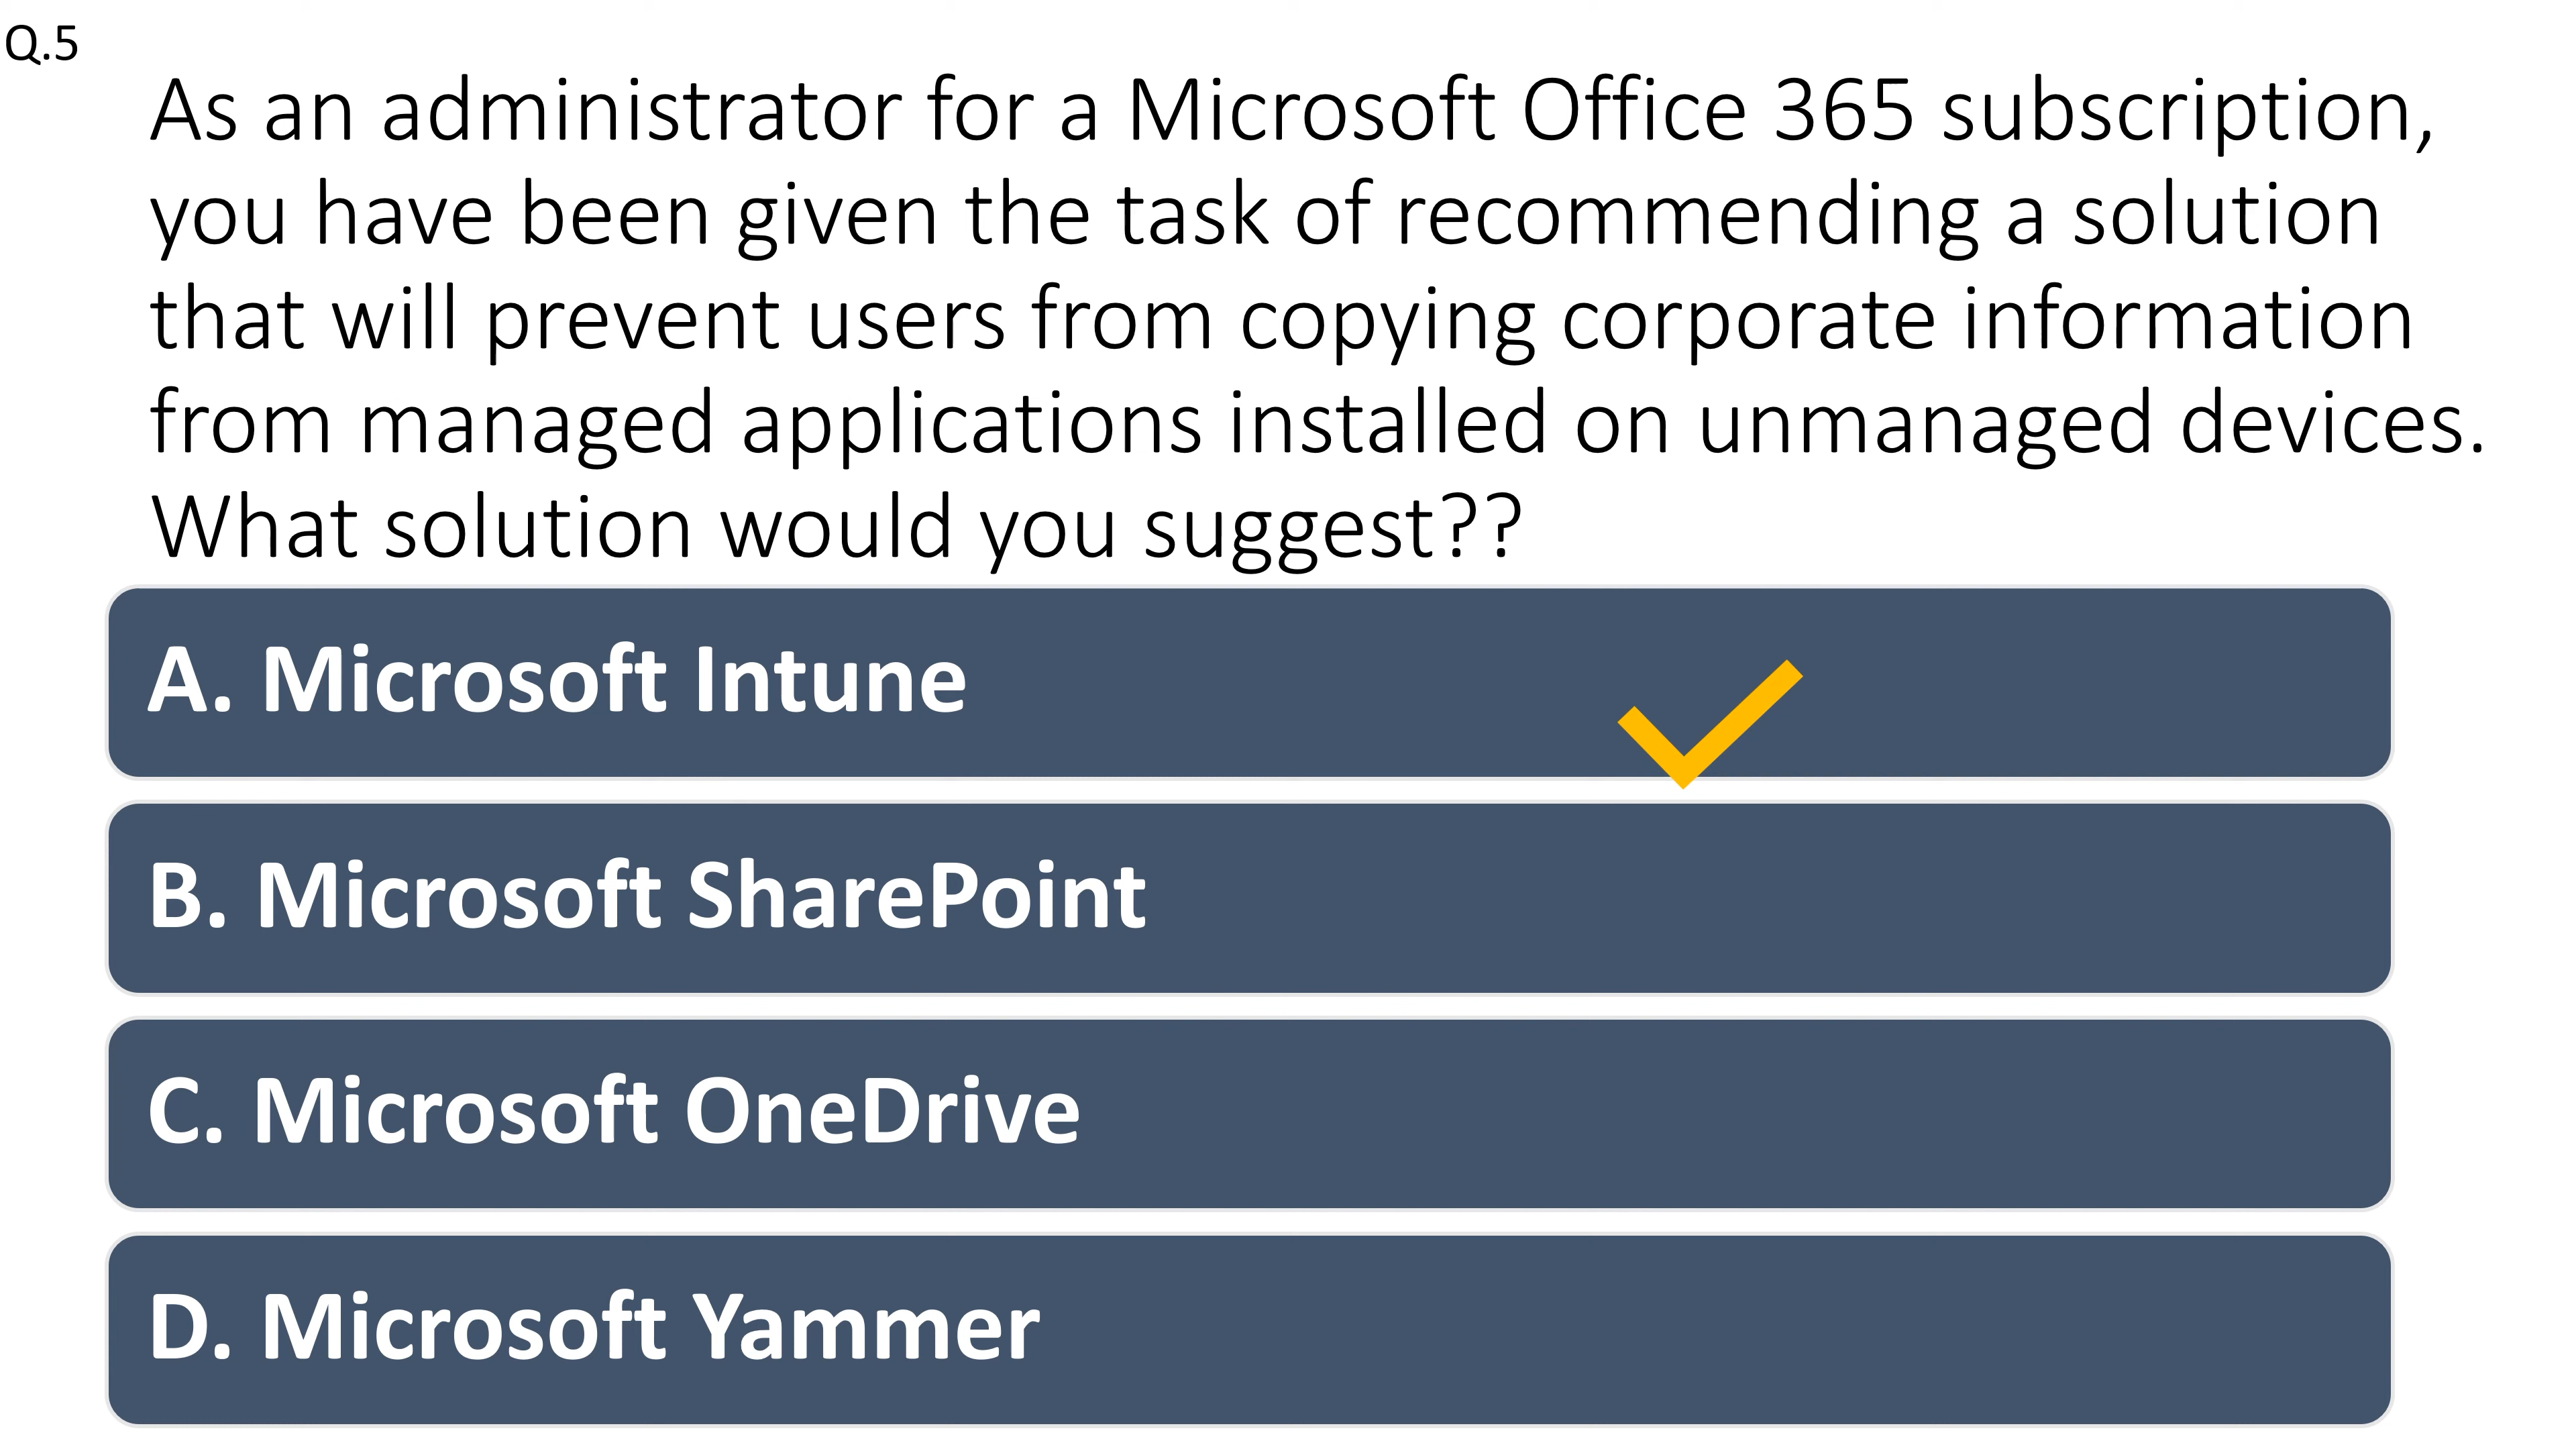 Q.5
As an administrator for a Microsoft Office 365 subscription,
you have been given the task of recommending a solution
that will prevent users from copying corporate information
from managed applications installed on unmanaged devices.
What solution would you suggest??
A. Microsoft Intune
B. Microsoft SharePoint
C. Microsoft OneDrive
D. Microsoft Yammer